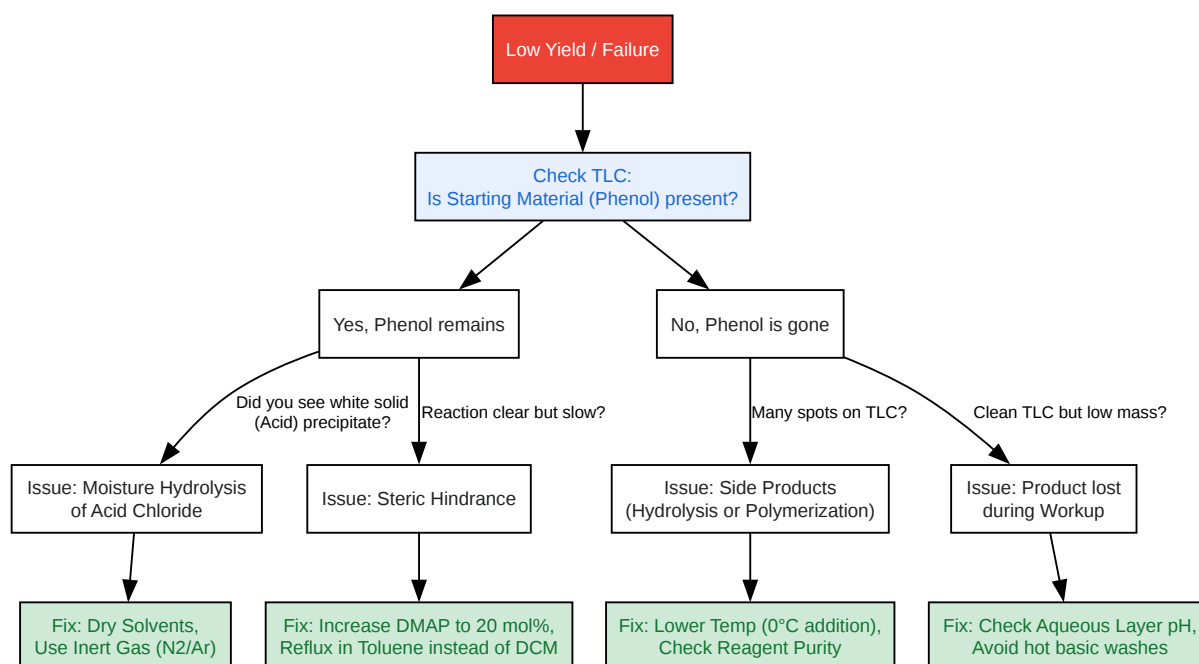 Low Yield / Failure
Check TLC:
Is Starting Material (Phenol) present?
Yes, Phenol remains
No, Phenol is gone
Did you see white solid
(Acid) precipitate?
Reaction clear but slow?
Many spots on TLC?
Clean TLC but low mass?
Issue: Moisture Hydrolysis
of Acid Chloride
Issue: Steric Hindrance
Issue: Side Products
(Hydrolysis or Polymerization)
Issue: Product lost
during Workup
Fix: Dry Solvents,
Use Inert Gas (N2/Ar)
Fix: Increase DMAP to 20 mol%,
Reflux in Toluene instead of DCM
Fix: Lower Temp (0°C addition),
Check Reagent Purity
Fix: Check Aqueous Layer pH,
Avoid hot basic washes